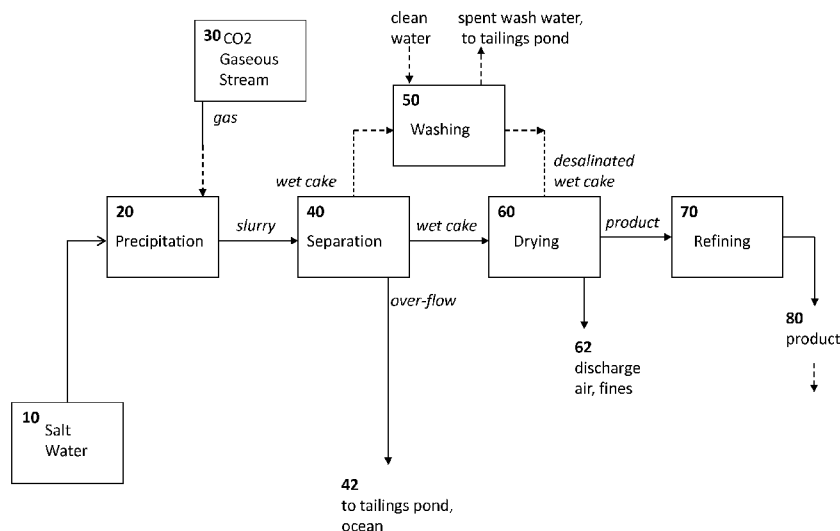 clean
water
spent wash water,
to tailings pond
30 CO2
Gaseous
Stream
gas
50
Washing
wet cake
desalinated
wet cake
20
Precipitation
slurry
40
Separation
wet cake
60
Drying
product
70
Refining
over-flow
80
product
62
discharge
air, fines
10
Salt
Water
42
to tailings pond,
ocean